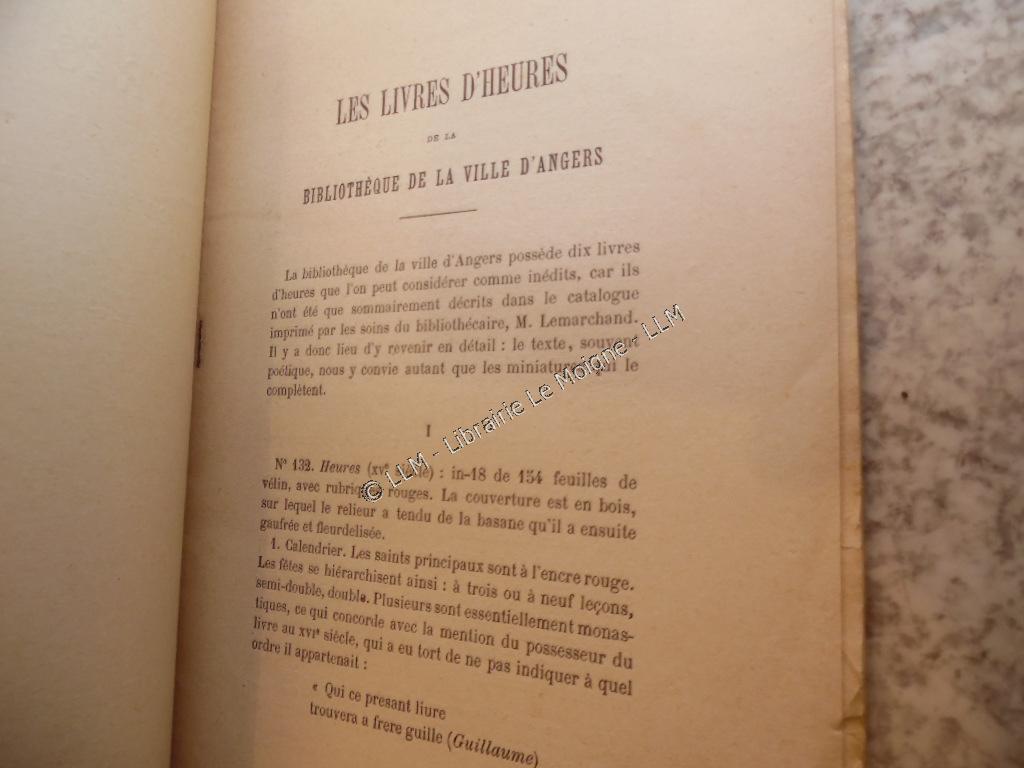 LES LIVRES D'HEURES
DE LA
BIBLIOTHÈQUE DE LA VILLE D'ANGERS
La bibliothèque de la ville d'Angers possède dix livres
d'heures que l'on peut considérer comme inédits, car ils
n'ont été que sommairement décrits dans le catalogue
imprimé par les soins du bibliothécaire, M. Lemarchand.
Il y a donc lieu d'y revenir en détail : le texte, souvent
poétique, nous y convie autant que les miniatures qui le
complètent.
I
N° 132. Heures (XVe siècle) : in-18 de 154 feuilles de
vélin, avec rubriques rouges. La couverture est en bois,
sur lequel le relieur a tendu de la basane qu'il a ensuite
gaufrée et fleurdelisée.
1. Calendrier. Les saints principaux sont à l'encre rouge.
Les fêtes se hiérarchisent ainsi : à trois ou à neuf leçons,
semi-double, double. Plusieurs sont essentiellement monas-
tiques, ce qui concorde avec la mention du possesseur du
livre au XVIe siècle, qui a eu tort de ne pas indiquer à quel
ordre il appartenait :
« Qui ce presant liure
trouvera a frere guille (Guillaume)
© LLM - Librairie Le Moigne - LLM